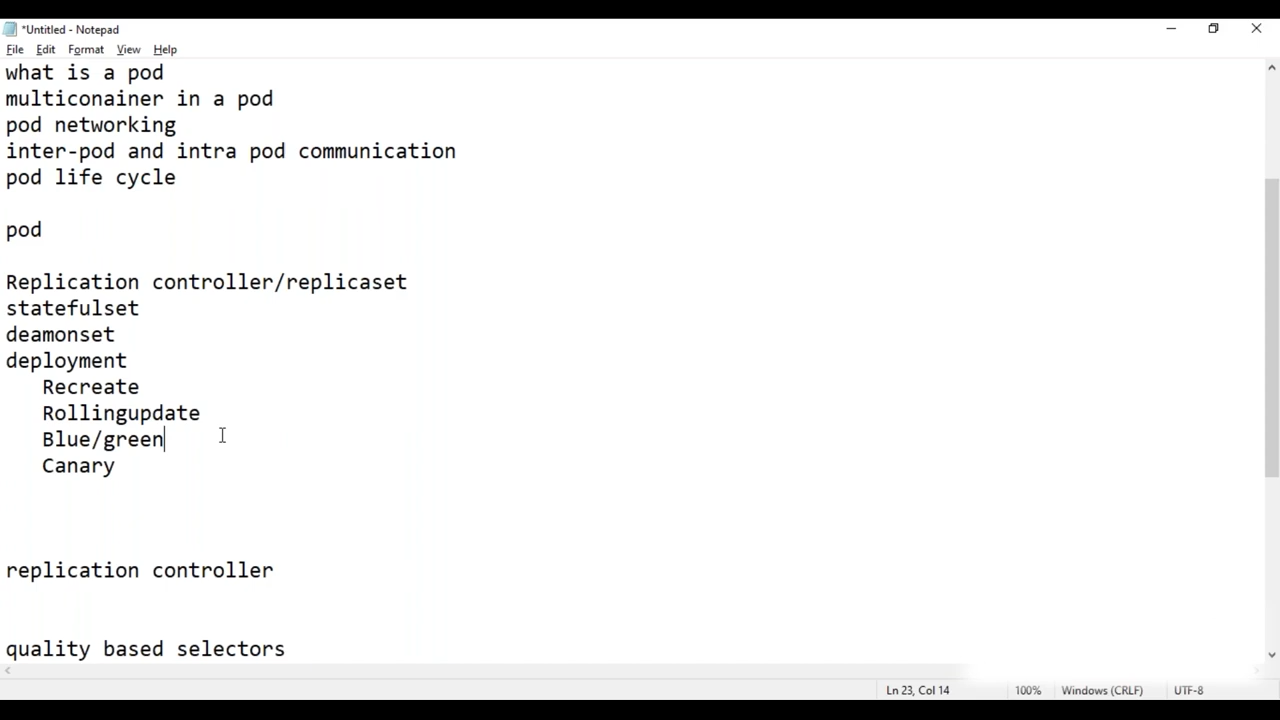 *Untitled - Notepad
File Edit Format View Help
what is a pod
multiconainer in a pod
pod networking
inter-pod and intra pod communication
pod life cycle
pod
Replication controller/replicaset
statefulset
deamonset
deployment
Recreate
Rollingupdate
Blue/green
Canary
replication controller
quality based selectors
Ln 23, Col 14 100% Windows (CRLF) UTF-8